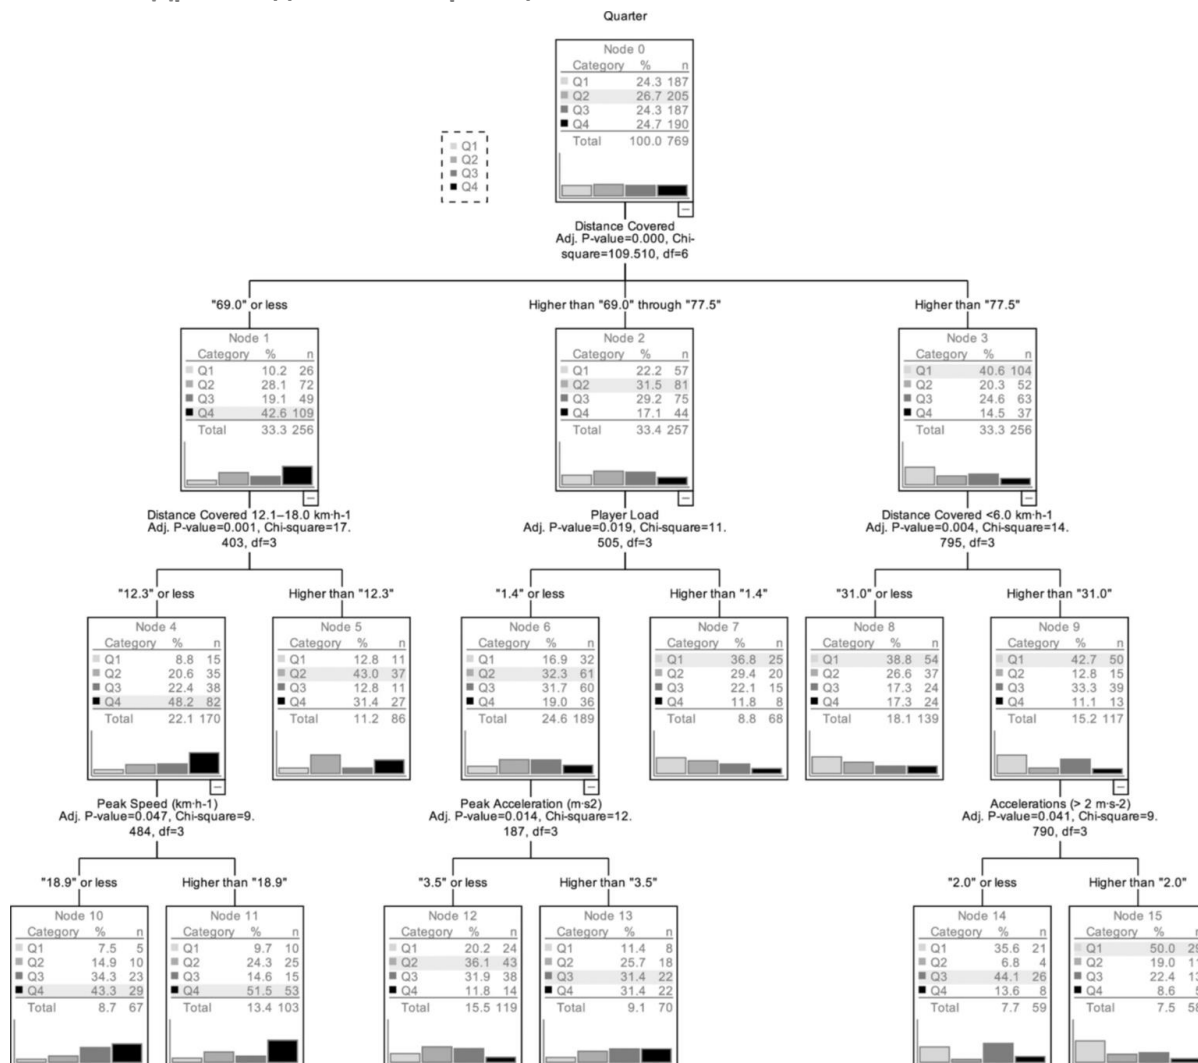 Quarter
Node 0
Category % n
Q1 24.3 187
Q2 26.7 205
Q3 24.3 187
Q4 24.7 190
Total 100.0 769
Q1
Q2
Q3
Q4
Distance Covered
Adj. P-value=0.000, Chi-
square=109.510, df=6
"69.0" or less
Higher than "69.0" through "77.5"
Higher than "77.5"
Node 1
Category % n
Q1 10.2 26
Q2 28.1 72
Q3 19.1 49
Q4 42.6 109
Total 33.3 256
Node 2
Category % n
Q1 22.2 57
Q2 31.5 81
Q3 29.2 75
Q4 17.1 44
Total 33.4 257
Node 3
Category % n
Q1 40.6 104
Q2 20.3 52
Q3 24.6 63
Q4 14.5 37
Total 33.3 256
Distance Covered 12.1–18.0 km·h-1
Adj. P-value=0.001, Chi-square=17.
403, df=3
Player Load
Adj. P-value=0.019, Chi-square=11.
505, df=3
Distance Covered <6.0 km·h-1
Adj. P-value=0.004, Chi-square=14.
795, df=3
"12.3" or less
Higher than "12.3"
"1.4" or less
Higher than "1.4"
"31.0" or less
Higher than "31.0"
Node 4
Category % n
Q1 8.8 15
Q2 20.6 35
Q3 22.4 38
Q4 48.2 82
Total 22.1 170
Node 5
Category % n
Q1 12.8 11
Q2 43.0 37
Q3 12.8 11
Q4 31.4 27
Total 11.2 86
Node 6
Category % n
Q1 16.9 32
Q2 32.3 61
Q3 31.7 60
Q4 19.0 36
Total 24.6 189
Node 7
Category % n
Q1 36.8 25
Q2 29.4 20
Q3 22.1 15
Q4 11.8 8
Total 8.8 68
Node 8
Category % n
Q1 38.8 54
Q2 26.6 37
Q3 17.3 24
Q4 17.3 24
Total 18.1 139
Node 9
Category % n
Q1 42.7 50
Q2 12.8 15
Q3 33.3 39
Q4 11.1 13
Total 15.2 117
Peak Speed (km·h-1)
Adj. P-value=0.047, Chi-square=9.
484, df=3
Peak Acceleration (m·s2)
Adj. P-value=0.014, Chi-square=12.
187, df=3
Accelerations (> 2 m·s-2)
Adj. P-value=0.041, Chi-square=9.
790, df=3
"18.9" or less
Higher than "18.9"
"3.5" or less
Higher than "3.5"
"2.0" or less
Higher than "2.0"
Node 10
Category % n
Q1 7.5 5
Q2 14.9 10
Q3 34.3 23
Q4 43.3 29
Total 8.7 67
Node 11
Category % n
Q1 9.7 10
Q2 24.3 25
Q3 14.6 15
Q4 51.5 53
Total 13.4 103
Node 12
Category % n
Q1 20.2 24
Q2 36.1 43
Q3 31.9 38
Q4 11.8 14
Total 15.5 119
Node 13
Category % n
Q1 11.4 8
Q2 25.7 18
Q3 31.4 22
Q4 31.4 22
Total 9.1 70
Node 14
Category % n
Q1 35.6 21
Q2 6.8 4
Q3 44.1 26
Q4 13.6 8
Total 7.7 59
Node 15
Category % n
Q1 50.0 29
Q2 19.0 11
Q3 22.4 13
Q4 8.6 5
Total 7.5 58